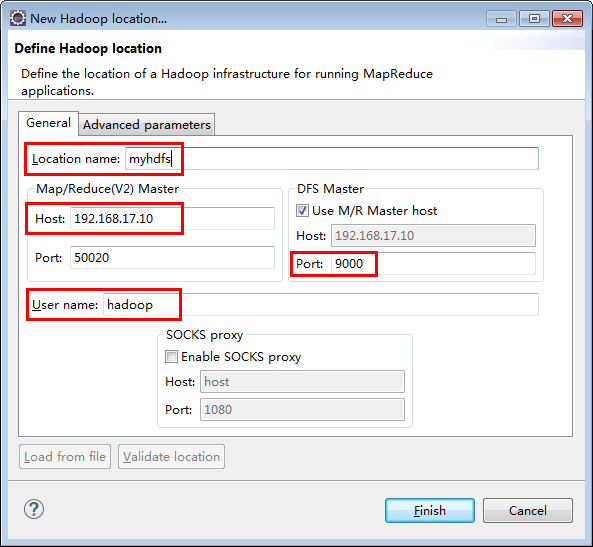 New Hadoop location...
Define Hadoop location
Define the location of a Hadoop infrastructure for running MapReduce
applications.
General
Advanced parameters
Location name: myhdfs
Map/Reduce(V2) Master
Host: 192.168.17.10
Port: 50020
DFS Master
Use M/R Master host
Host: 192.168.17.10
Port: 9000
User name: hadoop
SOCKS proxy
Enable SOCKS proxy
Host: host
Port: 1080
Load from file
Validate location
?
Finish
Cancel